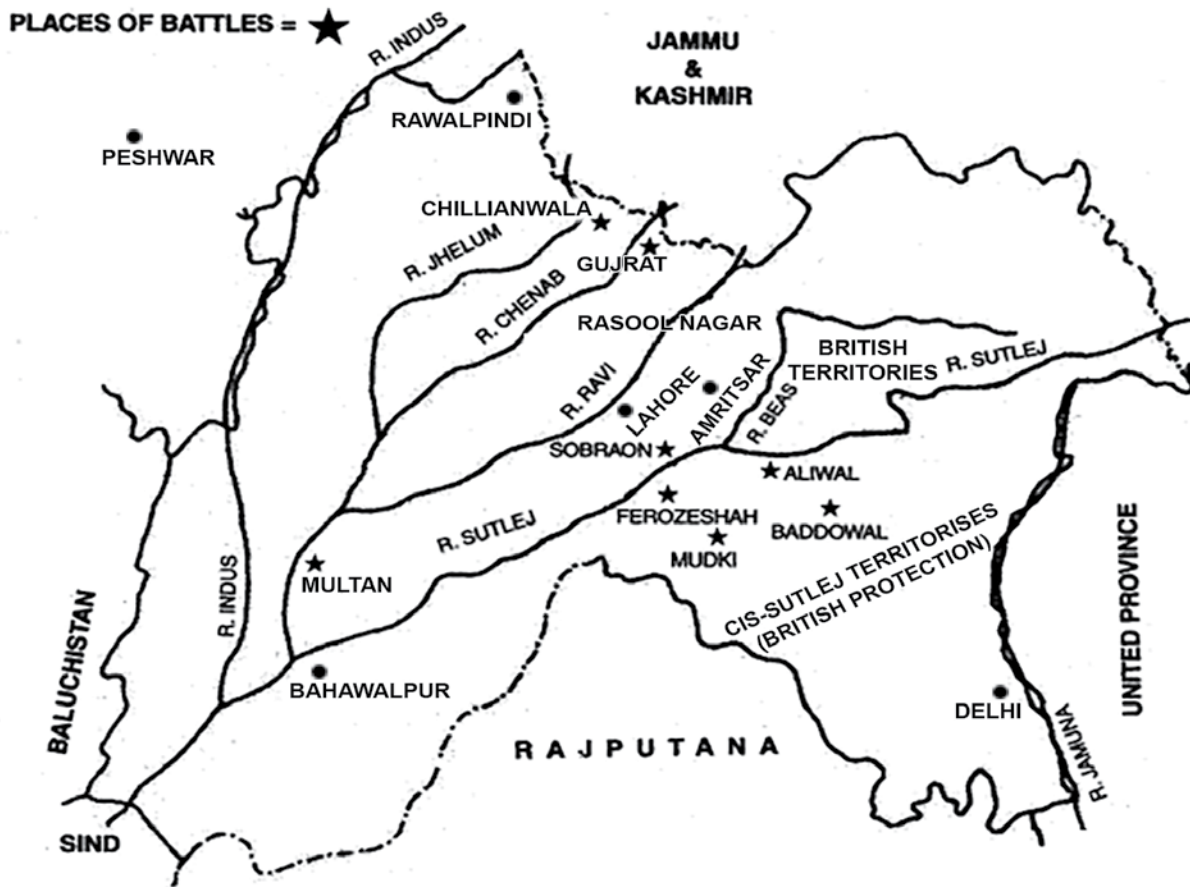 PLACES OF BATTLES = ★
R. INDUS
JAMMU
&
KASHMIR
RAWALPINDI
PESHWAR
CHILLIANWALA
R. JHELUM
GUJRAT
R. CHENAB
RASOOL NAGAR
BRITISH
TERRITORIES
R. SUTLEJ
R. RAVI
LAHORE
AMRITSAR
R. BEAS
SOBRAON
ALIWAL
FEROZESHAH
BADDOWAL
MUDKI
R. SUTLEJ
MULTAN
R. INDUS
CIS-SUTLEJ TERRITORISES
(BRITISH PROTECTION)
UNITED PROVINCE
BALUCHISTAN
BAHAWALPUR
DELHI
RAJPUTANA
R. JAMUNA
SIND